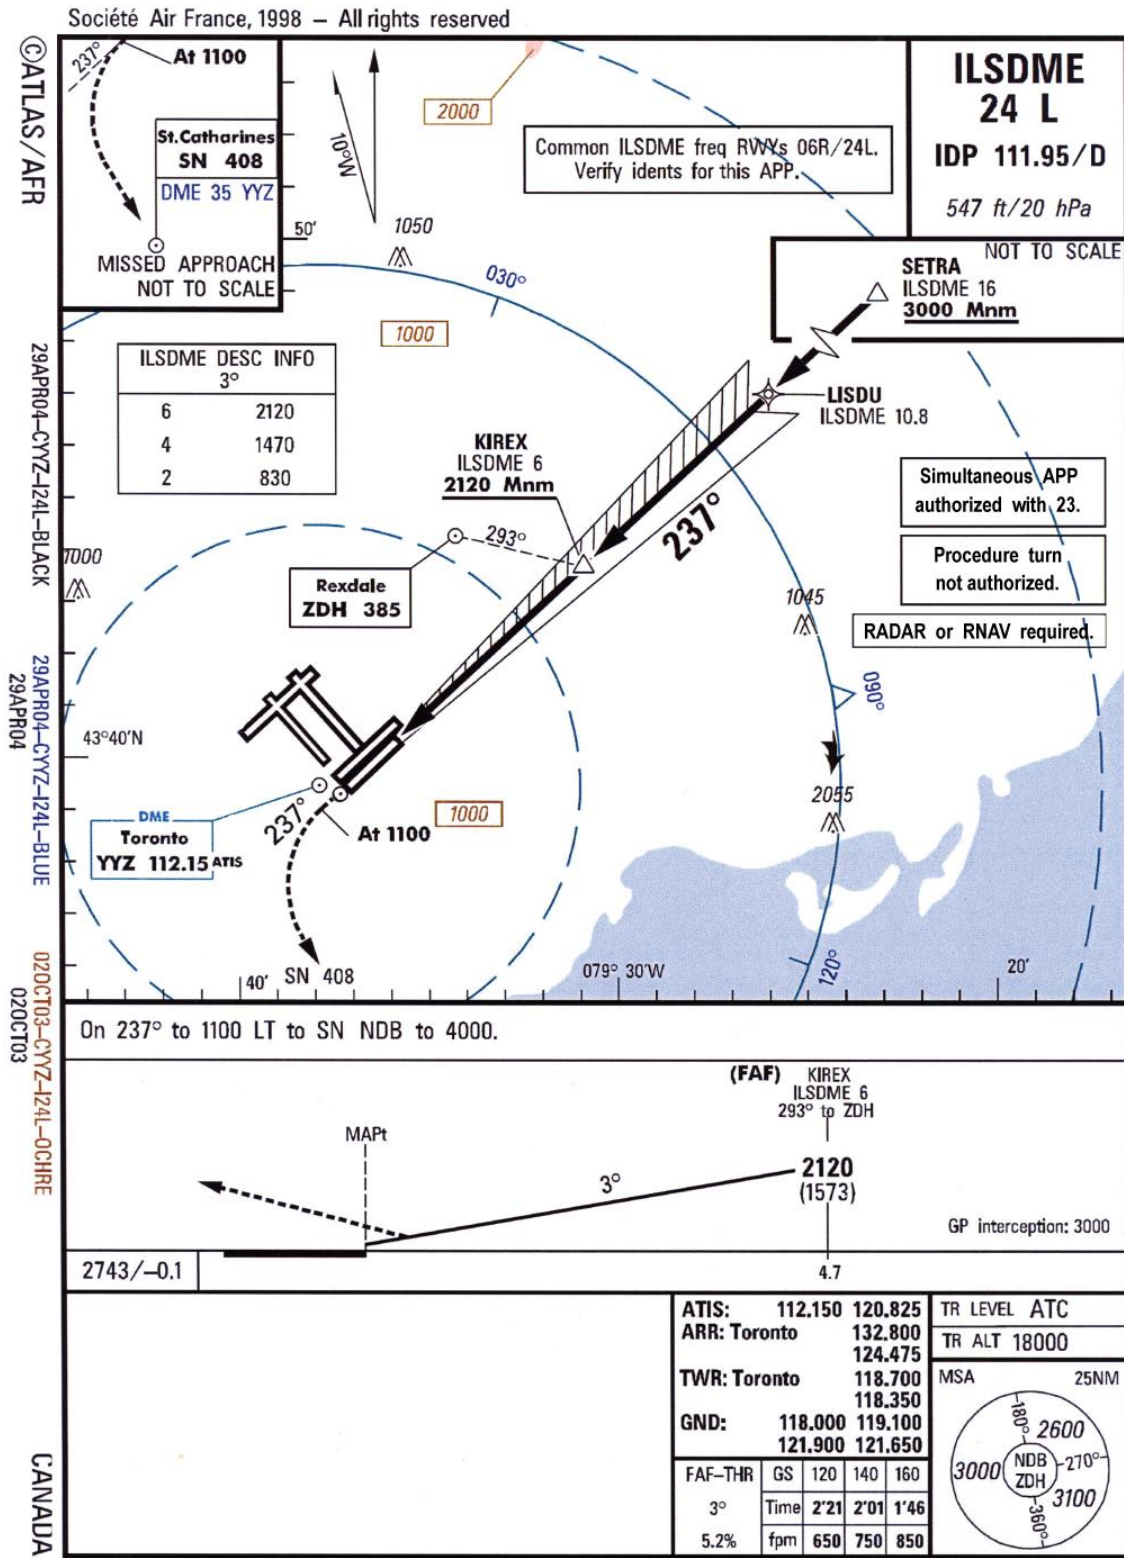 Société Air France, 1998 – All rights reserved
©ATLAS/AFR
29APR04–CYYZ–I24L–BLACK
29APR04–CYYZ–I24L–BLUE
29APR04
02OCT03–CYYZ–I24L–OCHRE
02OCT03
CANADA
237°
At 1100
St.Catharines
SN 408
DME 35 YYZ
MISSED APPROACH
NOT TO SCALE
10°W
2000
Common ILSDME freq RWYs 06R/24L.
Verify idents for this APP.
ILSDME
24 L
IDP 111.95/D
547 ft/20 hPa
NOT TO SCALE
SETRA
ILSDME 16
3000 Mnm
50'
1050
030°
1000
ILSDME DESC INFO
3°
6 2120
4 1470
2 830
LISDU
ILSDME 10.8
KIREX
ILSDME 6
2120 Mnm
237°
Simultaneous APP
authorized with 23.
Procedure turn
not authorized.
RADAR or RNAV required.
293°
Rexdale
ZDH 385
1000
1045
060°
43°40'N
2055
DME
Toronto
YYZ 112.15 ATIS
237°
At 1100
1000
SN 408
40'
079° 30'W
120°
20'
On 237° to 1100 LT to SN NDB to 4000.
(FAF) KIREX
ILSDME 6
293° to ZDH
MAPt
3°
2120
(1573)
GP interception: 3000
2743/–0.1
4.7
ATIS: 112.150 120.825
ARR: Toronto 132.800
124.475
TWR: Toronto 118.700
118.350
GND: 118.000 119.100
121.900 121.650
TR LEVEL ATC
TR ALT 18000
MSA 25NM
180°
2600
3000
NDB
ZDH
270°
3100
360°
FAF–THR GS 120 140 160
3° Time 2'21 2'01 1'46
5.2% fpm 650 750 850